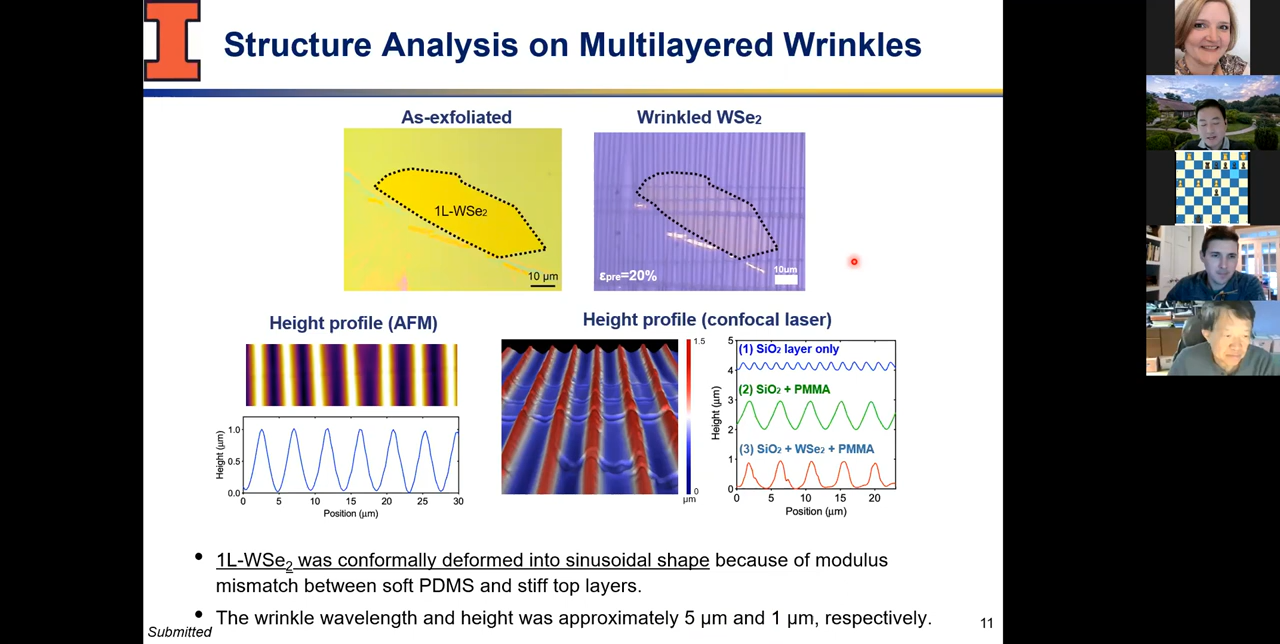 Structure Analysis on Multilayered Wrinkles
As-exfoliated
Wrinkled WSe₂
1L-WSe₂
10 μm
εpre=20%
10μm
Height profile (AFM)
Height profile (confocal laser)
Height (μm)
1.0
0.5
0.0
0 5 10 15 20 25 30
Position (μm)
1.5
0
μm
Height (μm)
5
4
3
2
1
0
(1) SiO₂ layer only
(2) SiO₂ + PMMA
(3) SiO₂ + WSe₂ + PMMA
0 5 10 15 20
Position (μm)
• 1L-WSe₂ was conformally deformed into sinusoidal shape because of modulus
mismatch between soft PDMS and stiff top layers.
• The wrinkle wavelength and height was approximately 5 μm and 1 μm, respectively.
Submitted
11